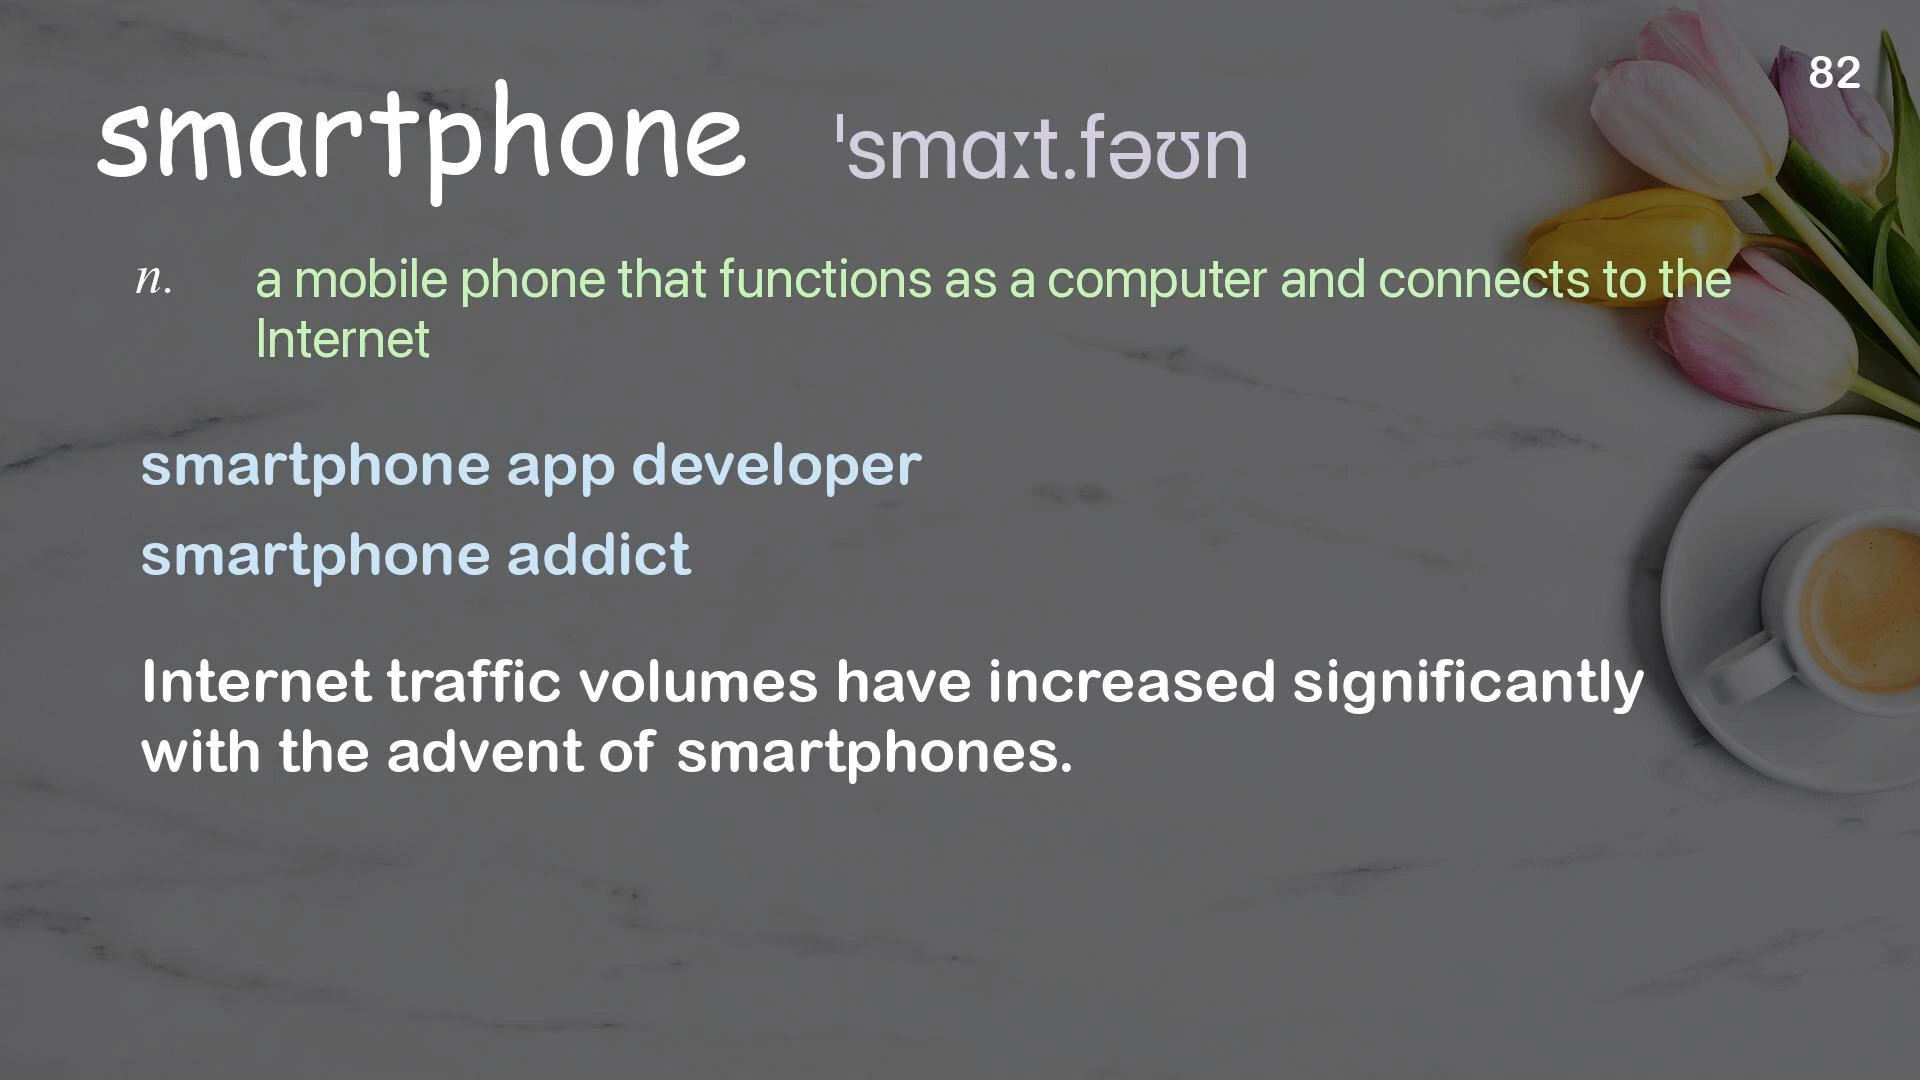 82
smartphone ˈsmɑːt.fəʊn
n. a mobile phone that functions as a computer and connects to the
Internet
smartphone app developer
smartphone addict
Internet traffic volumes have increased significantly
with the advent of smartphones.